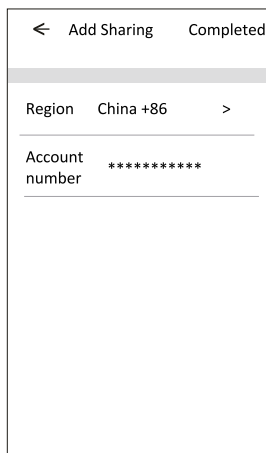 ← Add Sharing Completed
Region China +86 >
Account
number ***********